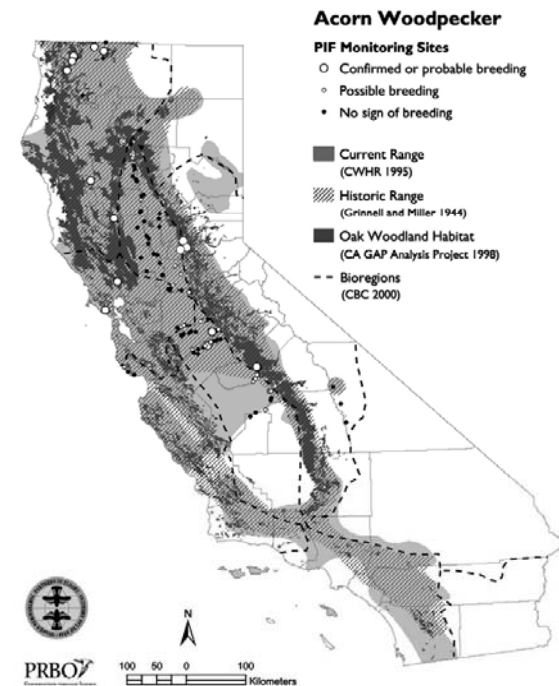 Acorn Woodpecker
PIF Monitoring Sites
Confirmed or probable breeding
Possible breeding
No sign of breeding
Current Range
(CWHR 1995)
Historic Range
(Grinnell and Miller 1944)
Oak Woodland Habitat
(CA GAP Analysis Project 1998)
Bioregions
(CBC 2000)
N
PRBO
100 50 0 100
Kilometers